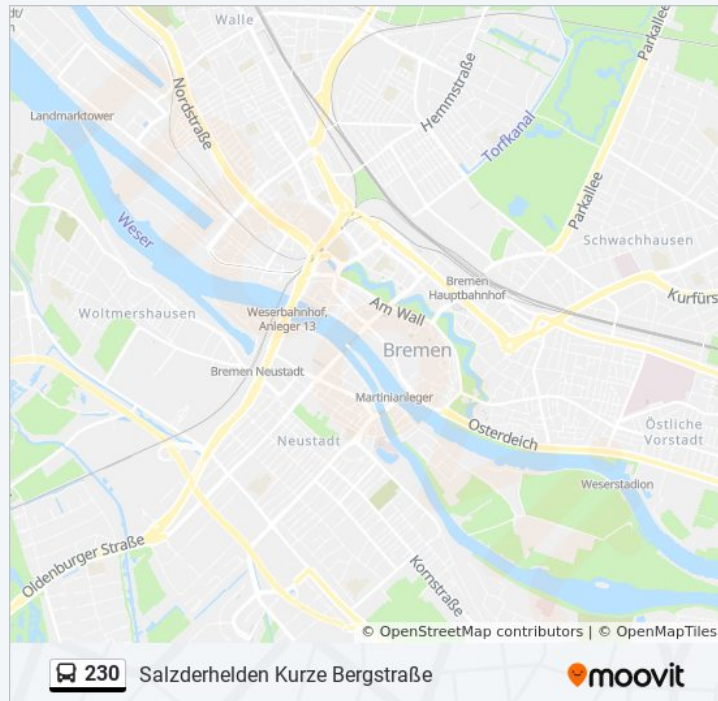 dt/
Walle
Parkallee
Hemmstraße
Nordstraße
Landmarktower
Torfkanal
Parkallee
Weser
Schwachhausen
Bremen
Hauptbahnhof
Kurfürs
Woltmershausen
Weserbahnhof,
Anleger 13
Am Wall
Bremen
Bremen Neustadt
Martinianleger
Neustadt
Osterdeich
Östliche
Vorstadt
Weserstadion
Oldenburger Straße
Kornstraße
© OpenStreetMap contributors | © OpenMapTiles
230 Salzderhelden Kurze Bergstraße
moovit